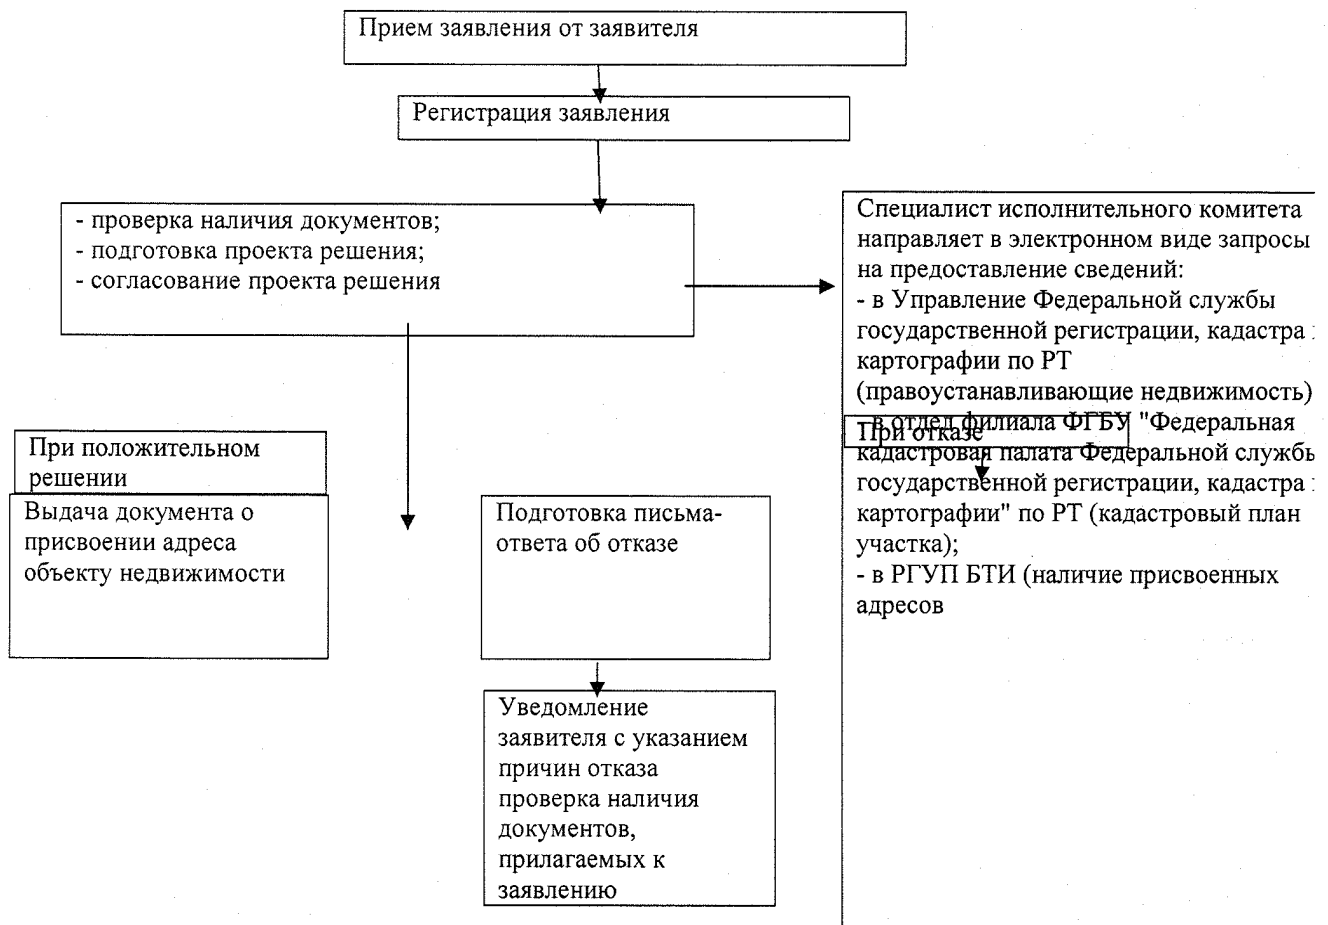 Прием заявления от заявителя
Регистрация заявления
- проверка наличия документов;
- подготовка проекта решения;
- согласование проекта решения
Специалист исполнительного комитета
направляет в электронном виде запросы
на предоставление сведений:
- в Управление Федеральной службы
государственной регистрации, кадастра
картографии по РТ
(правоустанавливающие недвижимость)
- в отдел филиала ФГБУ "Федеральная
кадастровая палата Федеральной службы
государственной регистрации, кадастра
картографии" по РТ (кадастровый план
участка);
- в РГУП БТИ (наличие присвоенных
адресов
При отказе
При положительном
решении
Выдача документа о
присвоении адреса
объекту недвижимости
Подготовка письма-
ответа об отказе
Уведомление
заявителя с указанием
причин отказа
проверка наличия
документов,
прилагаемых к
заявлению